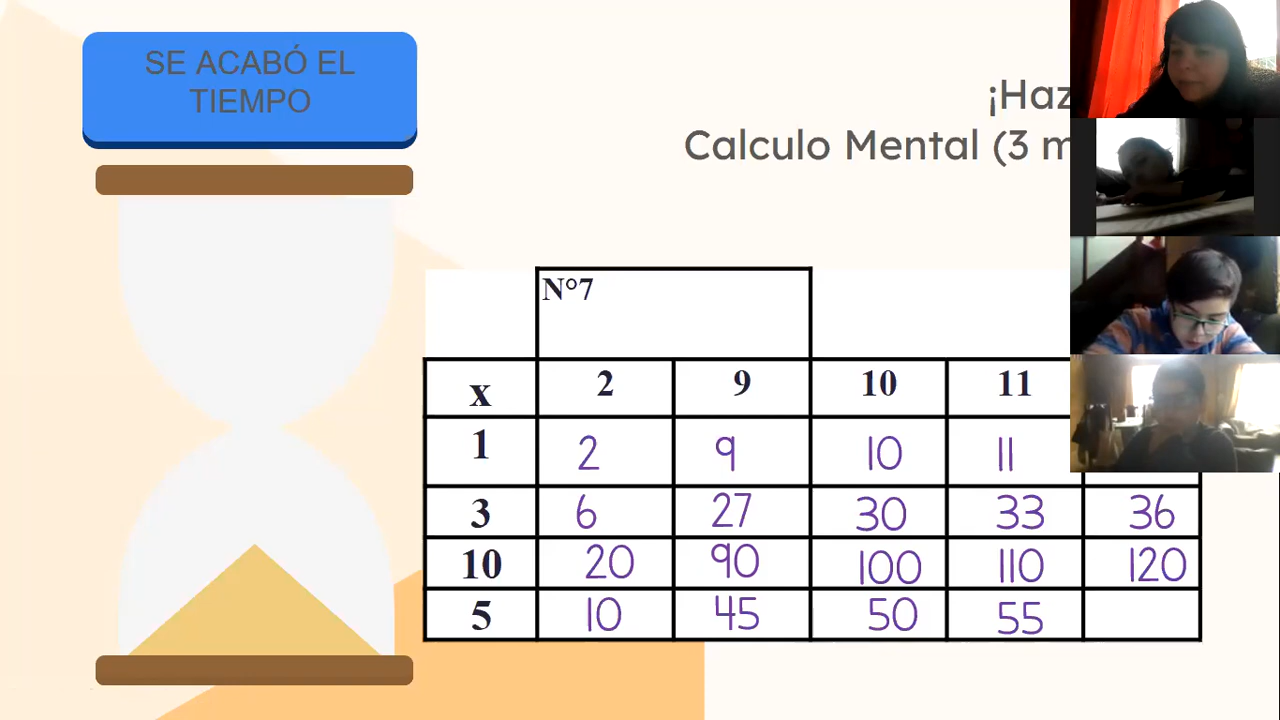 SE ACABÓ EL
TIEMPO
¡Haz
Calculo Mental (3 m
N°7
x 2 9 10 11
1 2 9 10 11
3 6 27 30 33 36
10 20 90 100 110 120
5 10 45 50 55